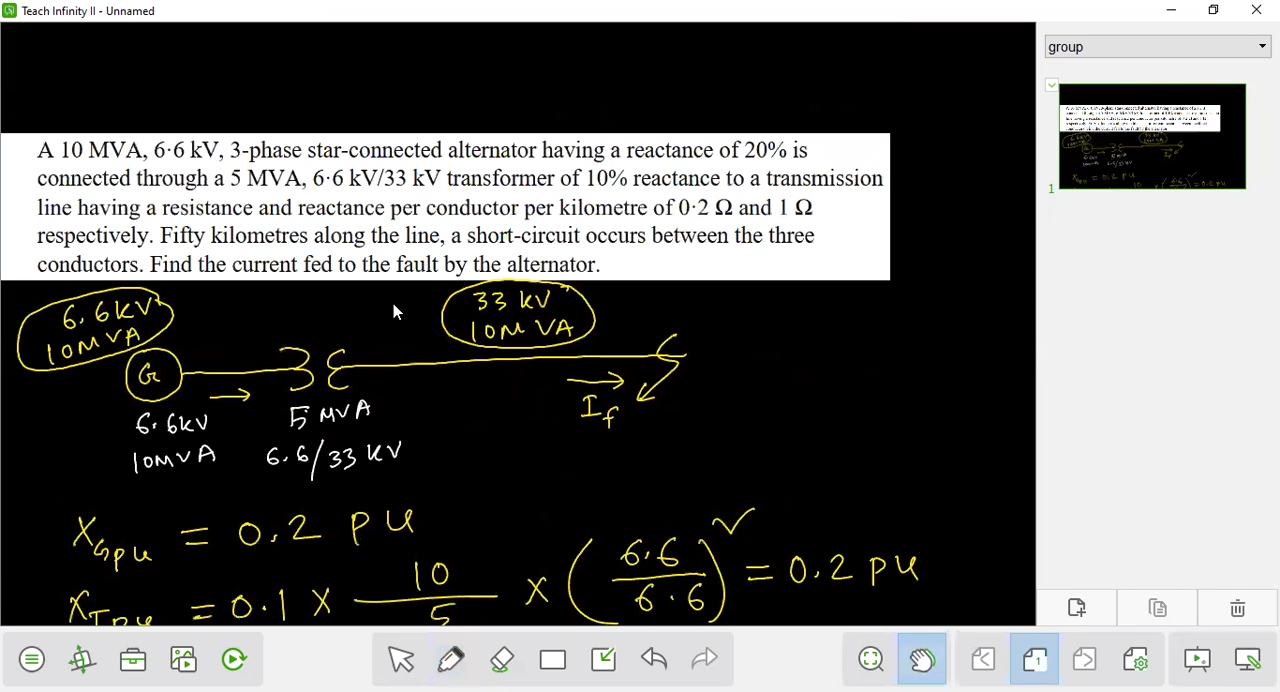 Teach Infinity II - Unnamed
group
A 10 MVA, 6·6 kV, 3-phase star-connected alternator having a reactance of 20% is
connected through a 5 MVA, 6·6 kV/33 kV transformer of 10% reactance to a transmission
line having a resistance and reactance per conductor per kilometre of 0·2 Ω and 1 Ω
respectively. Fifty kilometres along the line, a short-circuit occurs between the three
conductors. Find the current fed to the fault by the alternator.
6.6kV
10MVA
33 kV
10M VA
G
If
6.6kV
10MVA
5 MVA
6.6/33 kV
XGpu = 0.2 pu
XTpu = 0.1 × 10/5 × (6.6/6.6) = 0.2 pu
1
1